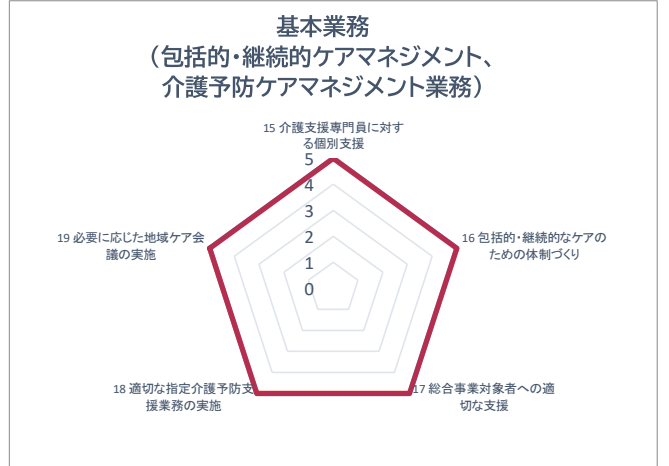 基本業務
（包括的・継続的ケアマネジメント、
介護予防ケアマネジメント業務）
15 介護支援専門員に対す
る個別支援
5
4
3
2
1
0
16 包括的・継続的なケアの
ための体制づくり
17 総合事業対象者への適
切な支援
18 適切な指定介護予防支
援業務の実施
19 必要に応じた地域ケア会
議の実施